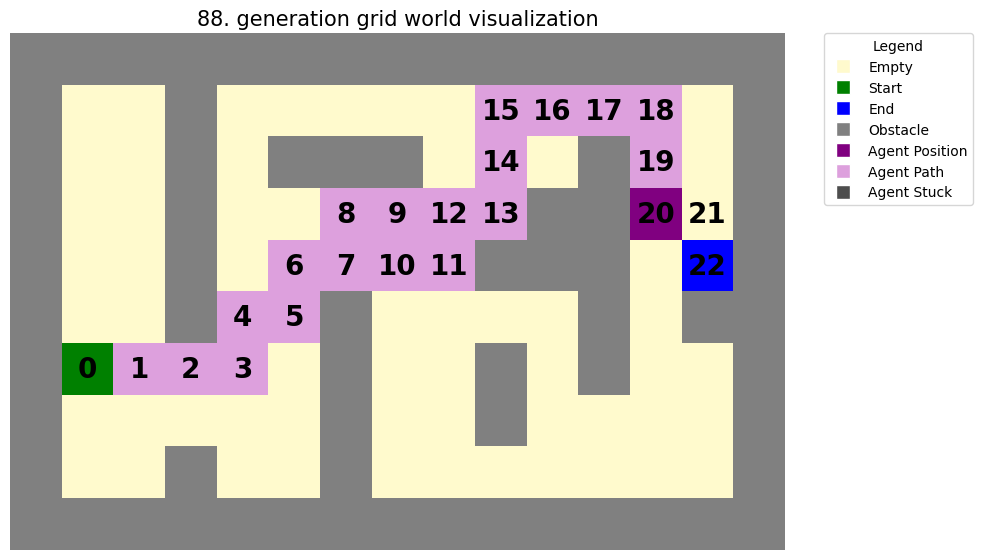 88. generation grid world visualization
15 16 17 18
14 19
8 9 12 13 20 21
6 7 10 11 22
4 5
0 1 2 3
Legend
Empty
Start
End
Obstacle
Agent Position
Agent Path
Agent Stuck